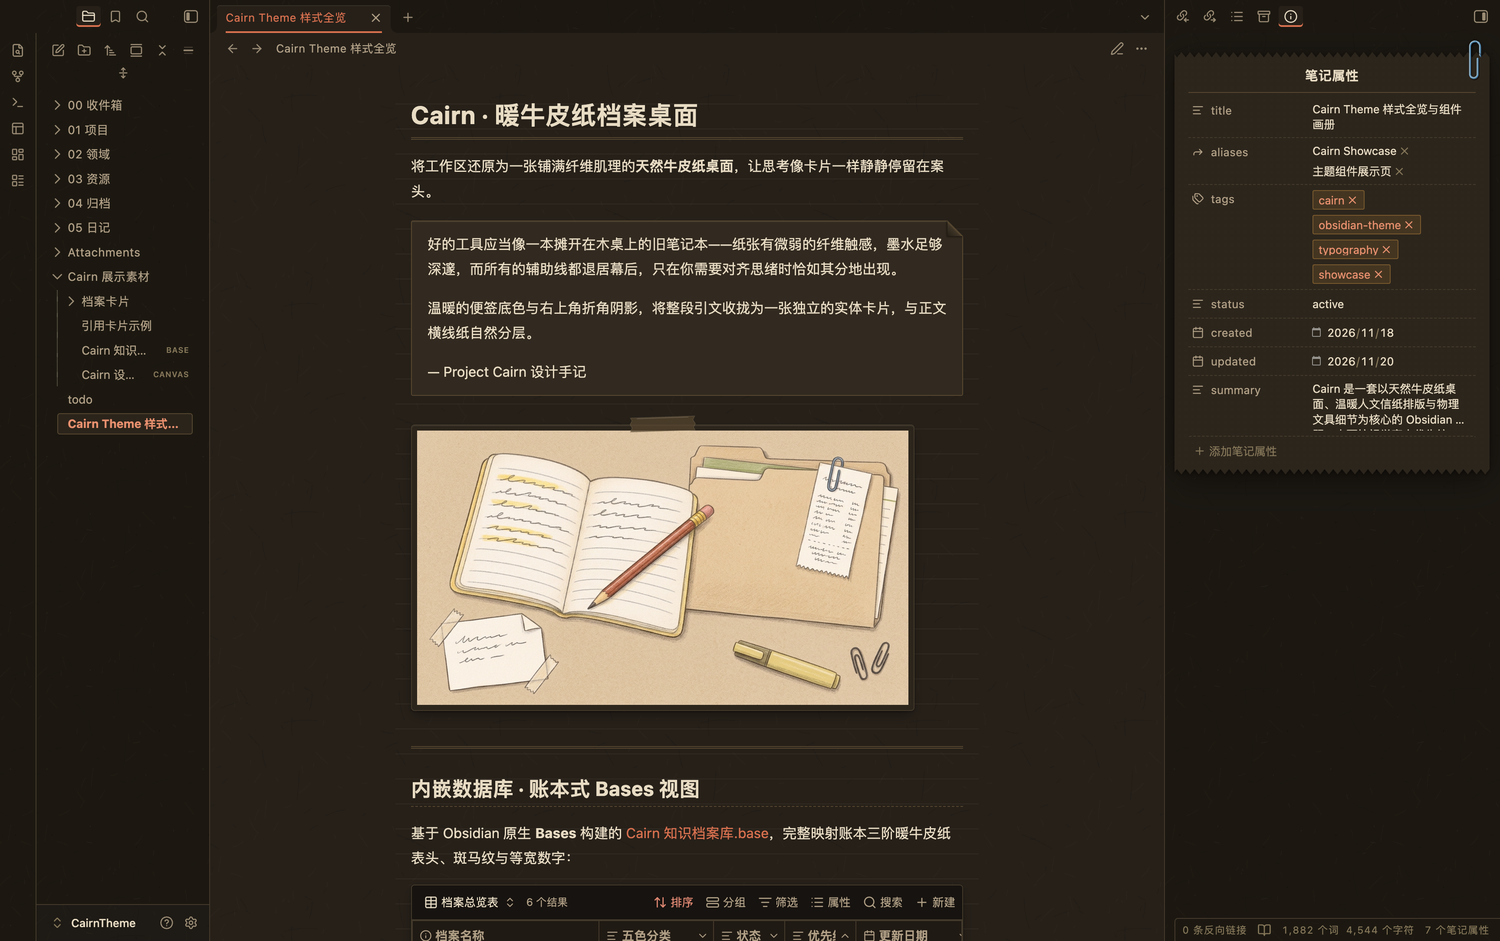 Cairn Theme 样式全览
Cairn Theme 样式全览
00 收件箱
01 项目
02 领域
03 资源
04 归档
05 日记
Attachments
Cairn 展示素材
档案卡片
引用卡片示例
Cairn 知识... BASE
Cairn 设... CANVAS
todo
Cairn Theme 样式...
CairnTheme
Cairn · 暖牛皮纸档案桌面
将工作区还原为一张铺满纤维肌理的天然牛皮纸桌面，让思考像卡片一样静静停留在案
头。
好的工具应当像一本摊开在木桌上的旧笔记本——纸张有微弱的纤维触感，墨水足够
深邃，而所有的辅助线都退居幕后，只在你需要对齐思绪时恰如其分地出现。
温暖的便签底色与右上角折角阴影，将整段引文收拢为一张独立的实体卡片，与正文
横线纸自然分层。
— Project Cairn 设计手记
内嵌数据库 · 账本式 Bases 视图
基于 Obsidian 原生 Bases 构建的 Cairn 知识档案库.base，完整映射账本三阶暖牛皮纸
表头、斑马纹与等宽数字：
档案总览表 6 个结果 排序 分组 筛选 属性 搜索 新建
档案名称 五色分类 状态 优先 更新日期
笔记属性
title Cairn Theme 样式全览与组件
画册
aliases Cairn Showcase
主题组件展示页
tags cairn
obsidian-theme
typography
showcase
status active
created 2026/11/18
updated 2026/11/20
summary Cairn 是一套以天然牛皮纸桌
面、温暖人文信纸排版与物理
文具细节为核心的 Obsidian ...
添加笔记属性
0 条反向链接 1,882 个词 4,544 个字符 7 个笔记属性